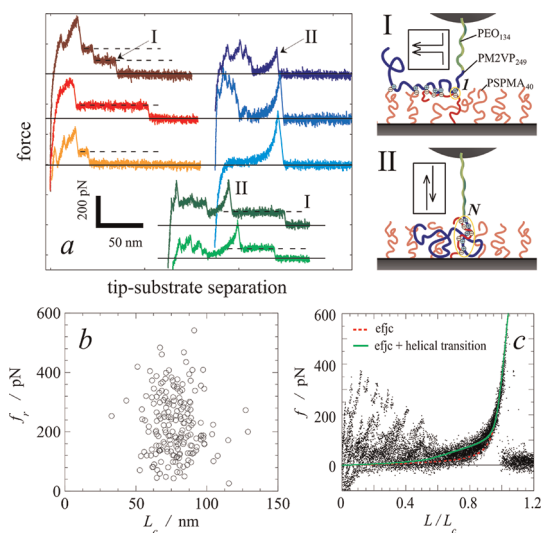 I
II
force
200 pN
50 nm
a
I
II
tip-substrate separation
I
PEO134
PM2VP249
1
PSPMA40
II
N
b
fr / pN
600
400
200
0
0
50
100
150
Lc / nm
c
efjc
efjc + helical transition
f / pN
600
400
200
0
0
0.4
0.8
1.2
L/Lc